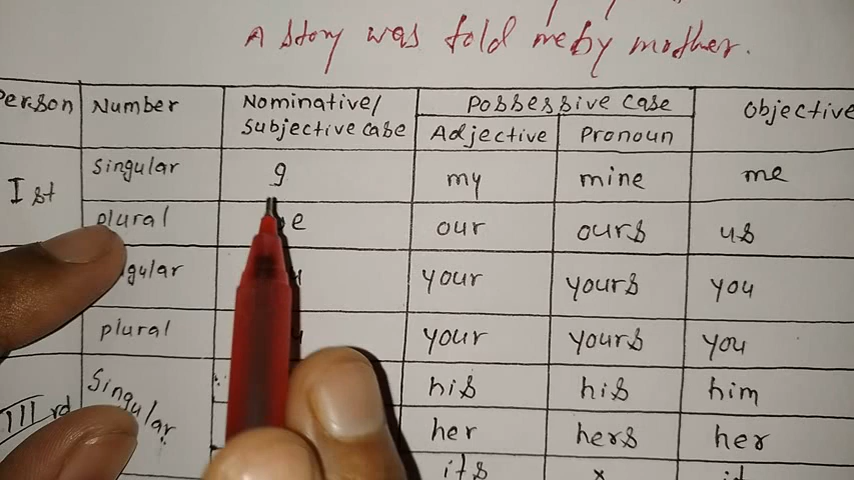 A story was told me by mother.
Person Number Nominative/ Subjective case Possessive case Objective
Adjective Pronoun
Ist Singular I my mine me
plural our ours us
your yours you
plural your yours you
IIIrd Singular his his him
her hers her
its x